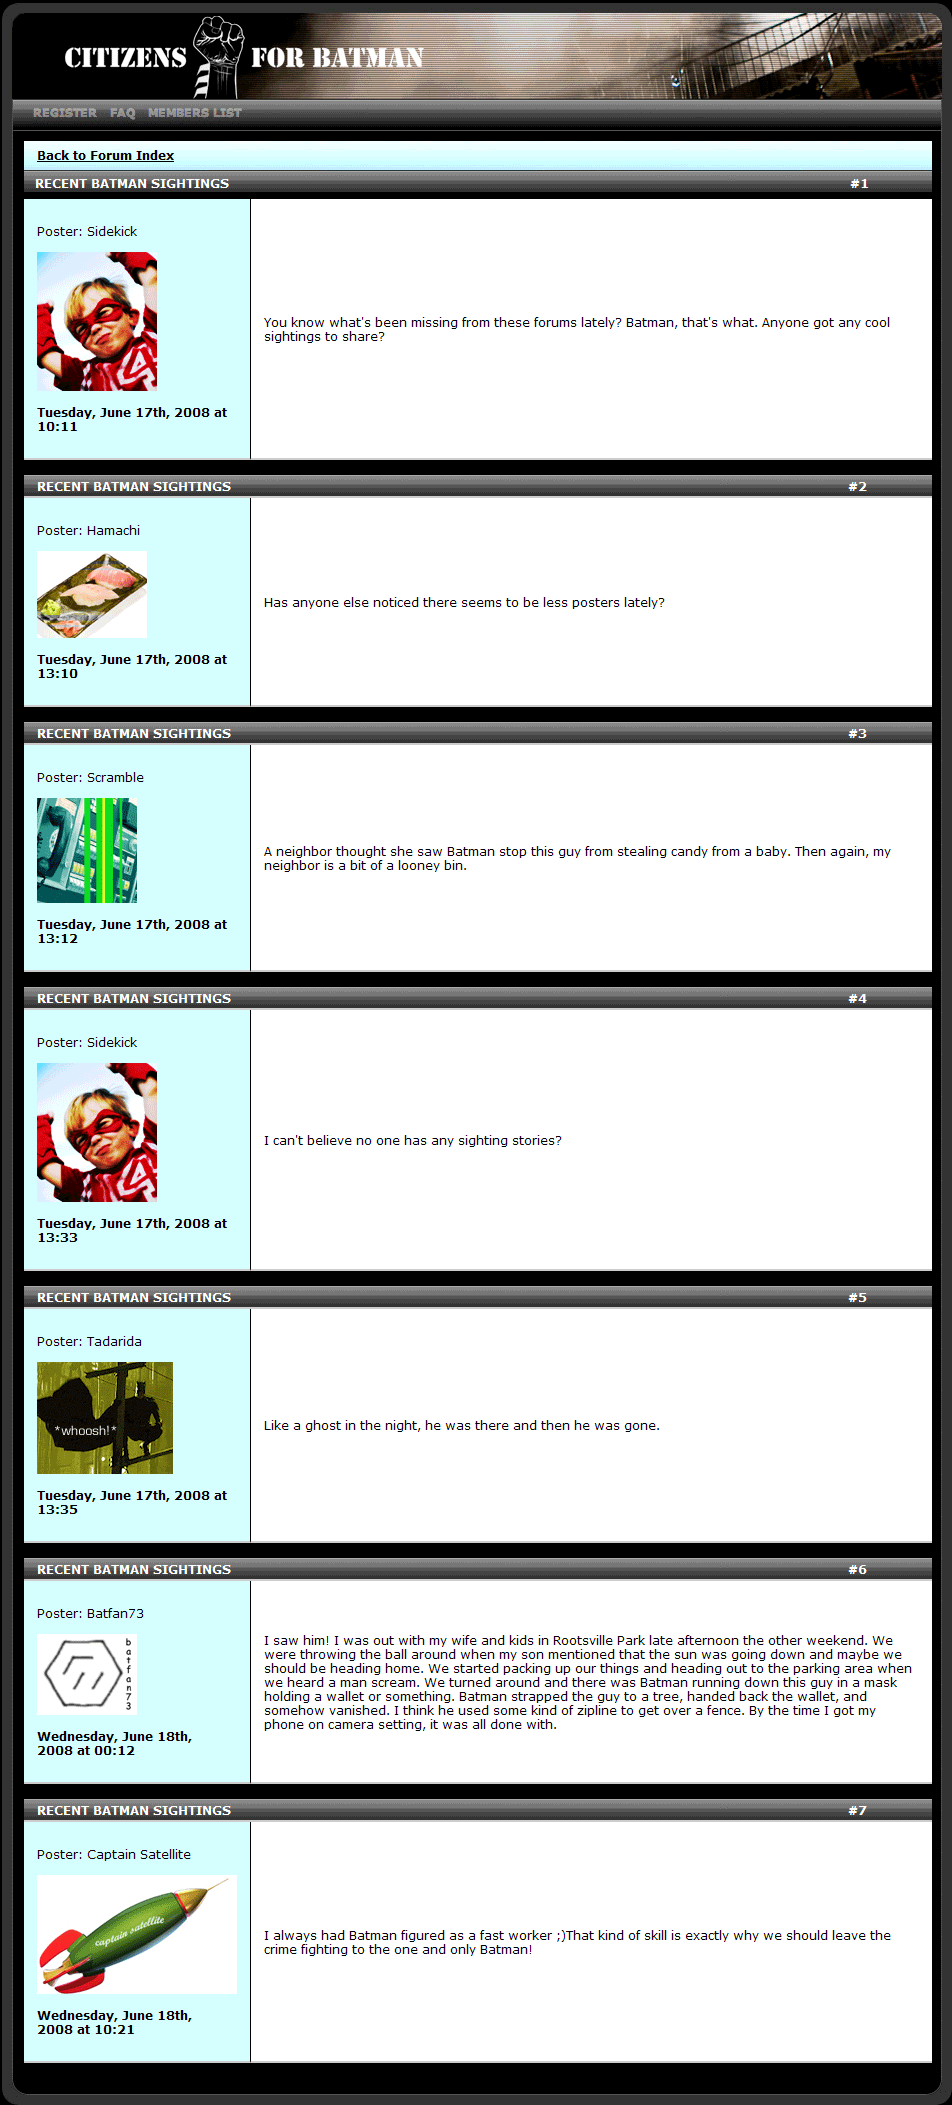 CITIZENS FOR BATMAN
REGISTER FAQ MEMBERS LIST
Back to Forum Index
RECENT BATMAN SIGHTINGS #1
Poster: Sidekick
You know what's been missing from these forums lately? Batman, that's what. Anyone got any cool
sightings to share?
Tuesday, June 17th, 2008 at
10:11
RECENT BATMAN SIGHTINGS #2
Poster: Hamachi
Has anyone else noticed there seems to be less posters lately?
Tuesday, June 17th, 2008 at
13:10
RECENT BATMAN SIGHTINGS #3
Poster: Scramble
A neighbor thought she saw Batman stop this guy from stealing candy from a baby. Then again, my
neighbor is a bit of a looney bin.
Tuesday, June 17th, 2008 at
13:12
RECENT BATMAN SIGHTINGS #4
Poster: Sidekick
I can't believe no one has any sighting stories?
Tuesday, June 17th, 2008 at
13:33
RECENT BATMAN SIGHTINGS #5
Poster: Tadarida
*whoosh!*
Like a ghost in the night, he was there and then he was gone.
Tuesday, June 17th, 2008 at
13:35
RECENT BATMAN SIGHTINGS #6
Poster: Batfan73
batfan73
I saw him! I was out with my wife and kids in Rootsville Park late afternoon the other weekend. We
were throwing the ball around when my son mentioned that the sun was going down and maybe we
should be heading home. We started packing up our things and heading out to the parking area when
we heard a man scream. We turned around and there was Batman running down this guy in a mask
holding a wallet or something. Batman strapped the guy to a tree, handed back the wallet, and
somehow vanished. I think he used some kind of zipline to get over a fence. By the time I got my
phone on camera setting, it was all done with.
Wednesday, June 18th,
2008 at 00:12
RECENT BATMAN SIGHTINGS #7
Poster: Captain Satellite
captain satellite
I always had Batman figured as a fast worker ;)That kind of skill is exactly why we should leave the
crime fighting to the one and only Batman!
Wednesday, June 18th,
2008 at 10:21